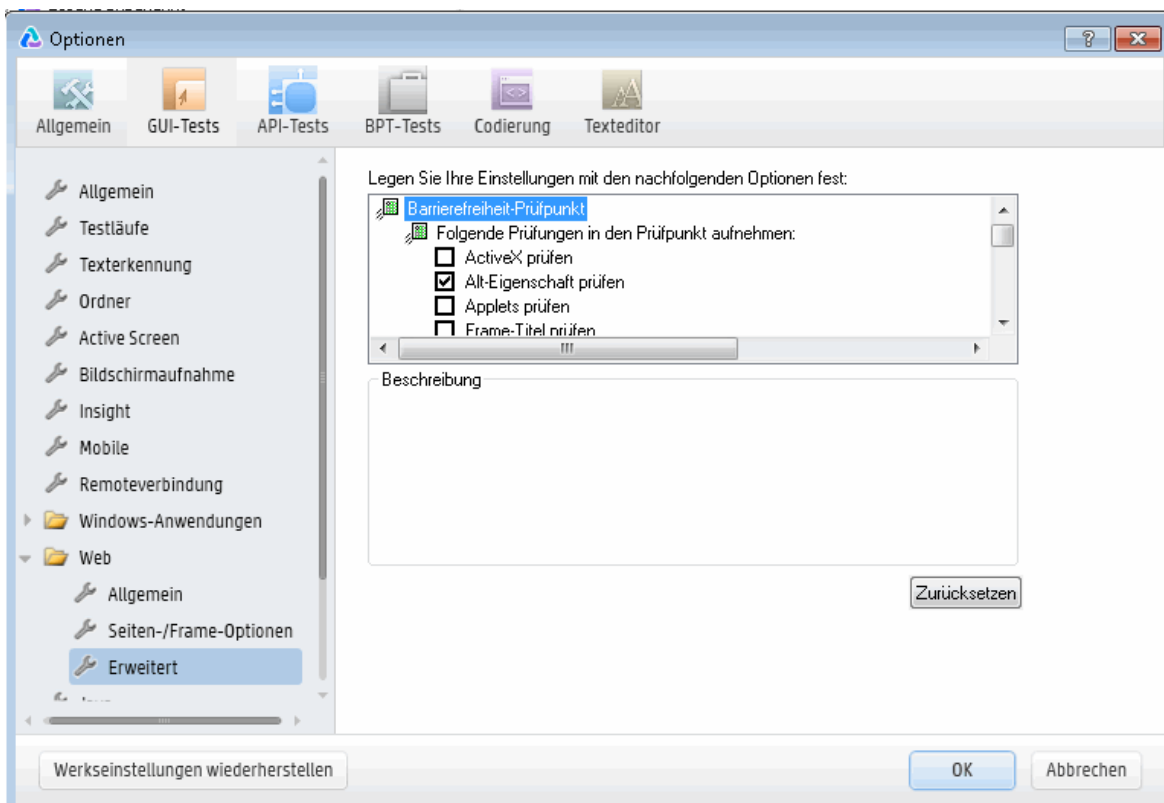 Optionen
Allgemein
GUI-Tests
API-Tests
BPT-Tests
Codierung
Texteditor
Allgemein
Testläufe
Texterkennung
Ordner
Active Screen
Bildschirmaufnahme
Insight
Mobile
Remoteverbindung
Windows-Anwendungen
Web
Allgemein
Seiten-/Frame-Optionen
Erweitert
Legen Sie Ihre Einstellungen mit den nachfolgenden Optionen fest:
Barrierefreiheit-Prüfpunkt
Folgende Prüfungen in den Prüfpunkt aufnehmen:
ActiveX prüfen
Alt-Eigenschaft prüfen
Applets prüfen
Frame-Titel prüfen
Beschreibung
Zurücksetzen
Werkseinstellungen wiederherstellen
OK
Abbrechen